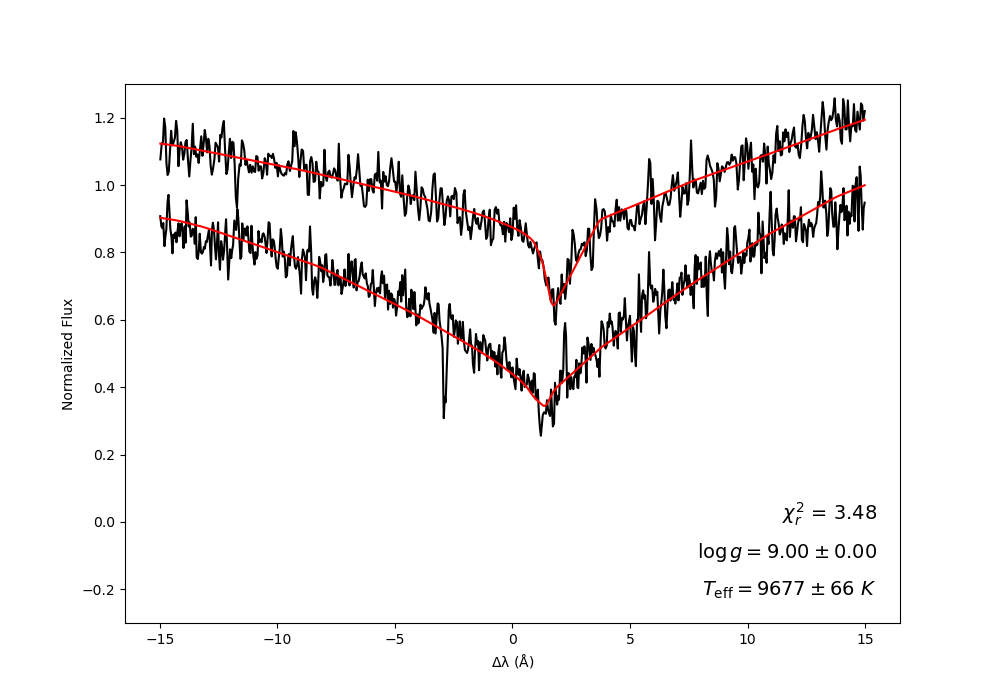 1.2
1.0
0.8
0.6
0.4
0.2
0.0
−0.2
Normalized Flux
χ²ᵣ = 3.48
log g = 9.00 ± 0.00
T_eff = 9677 ± 66 K
−15 −10 −5 0 5 10 15
Δλ (Å)